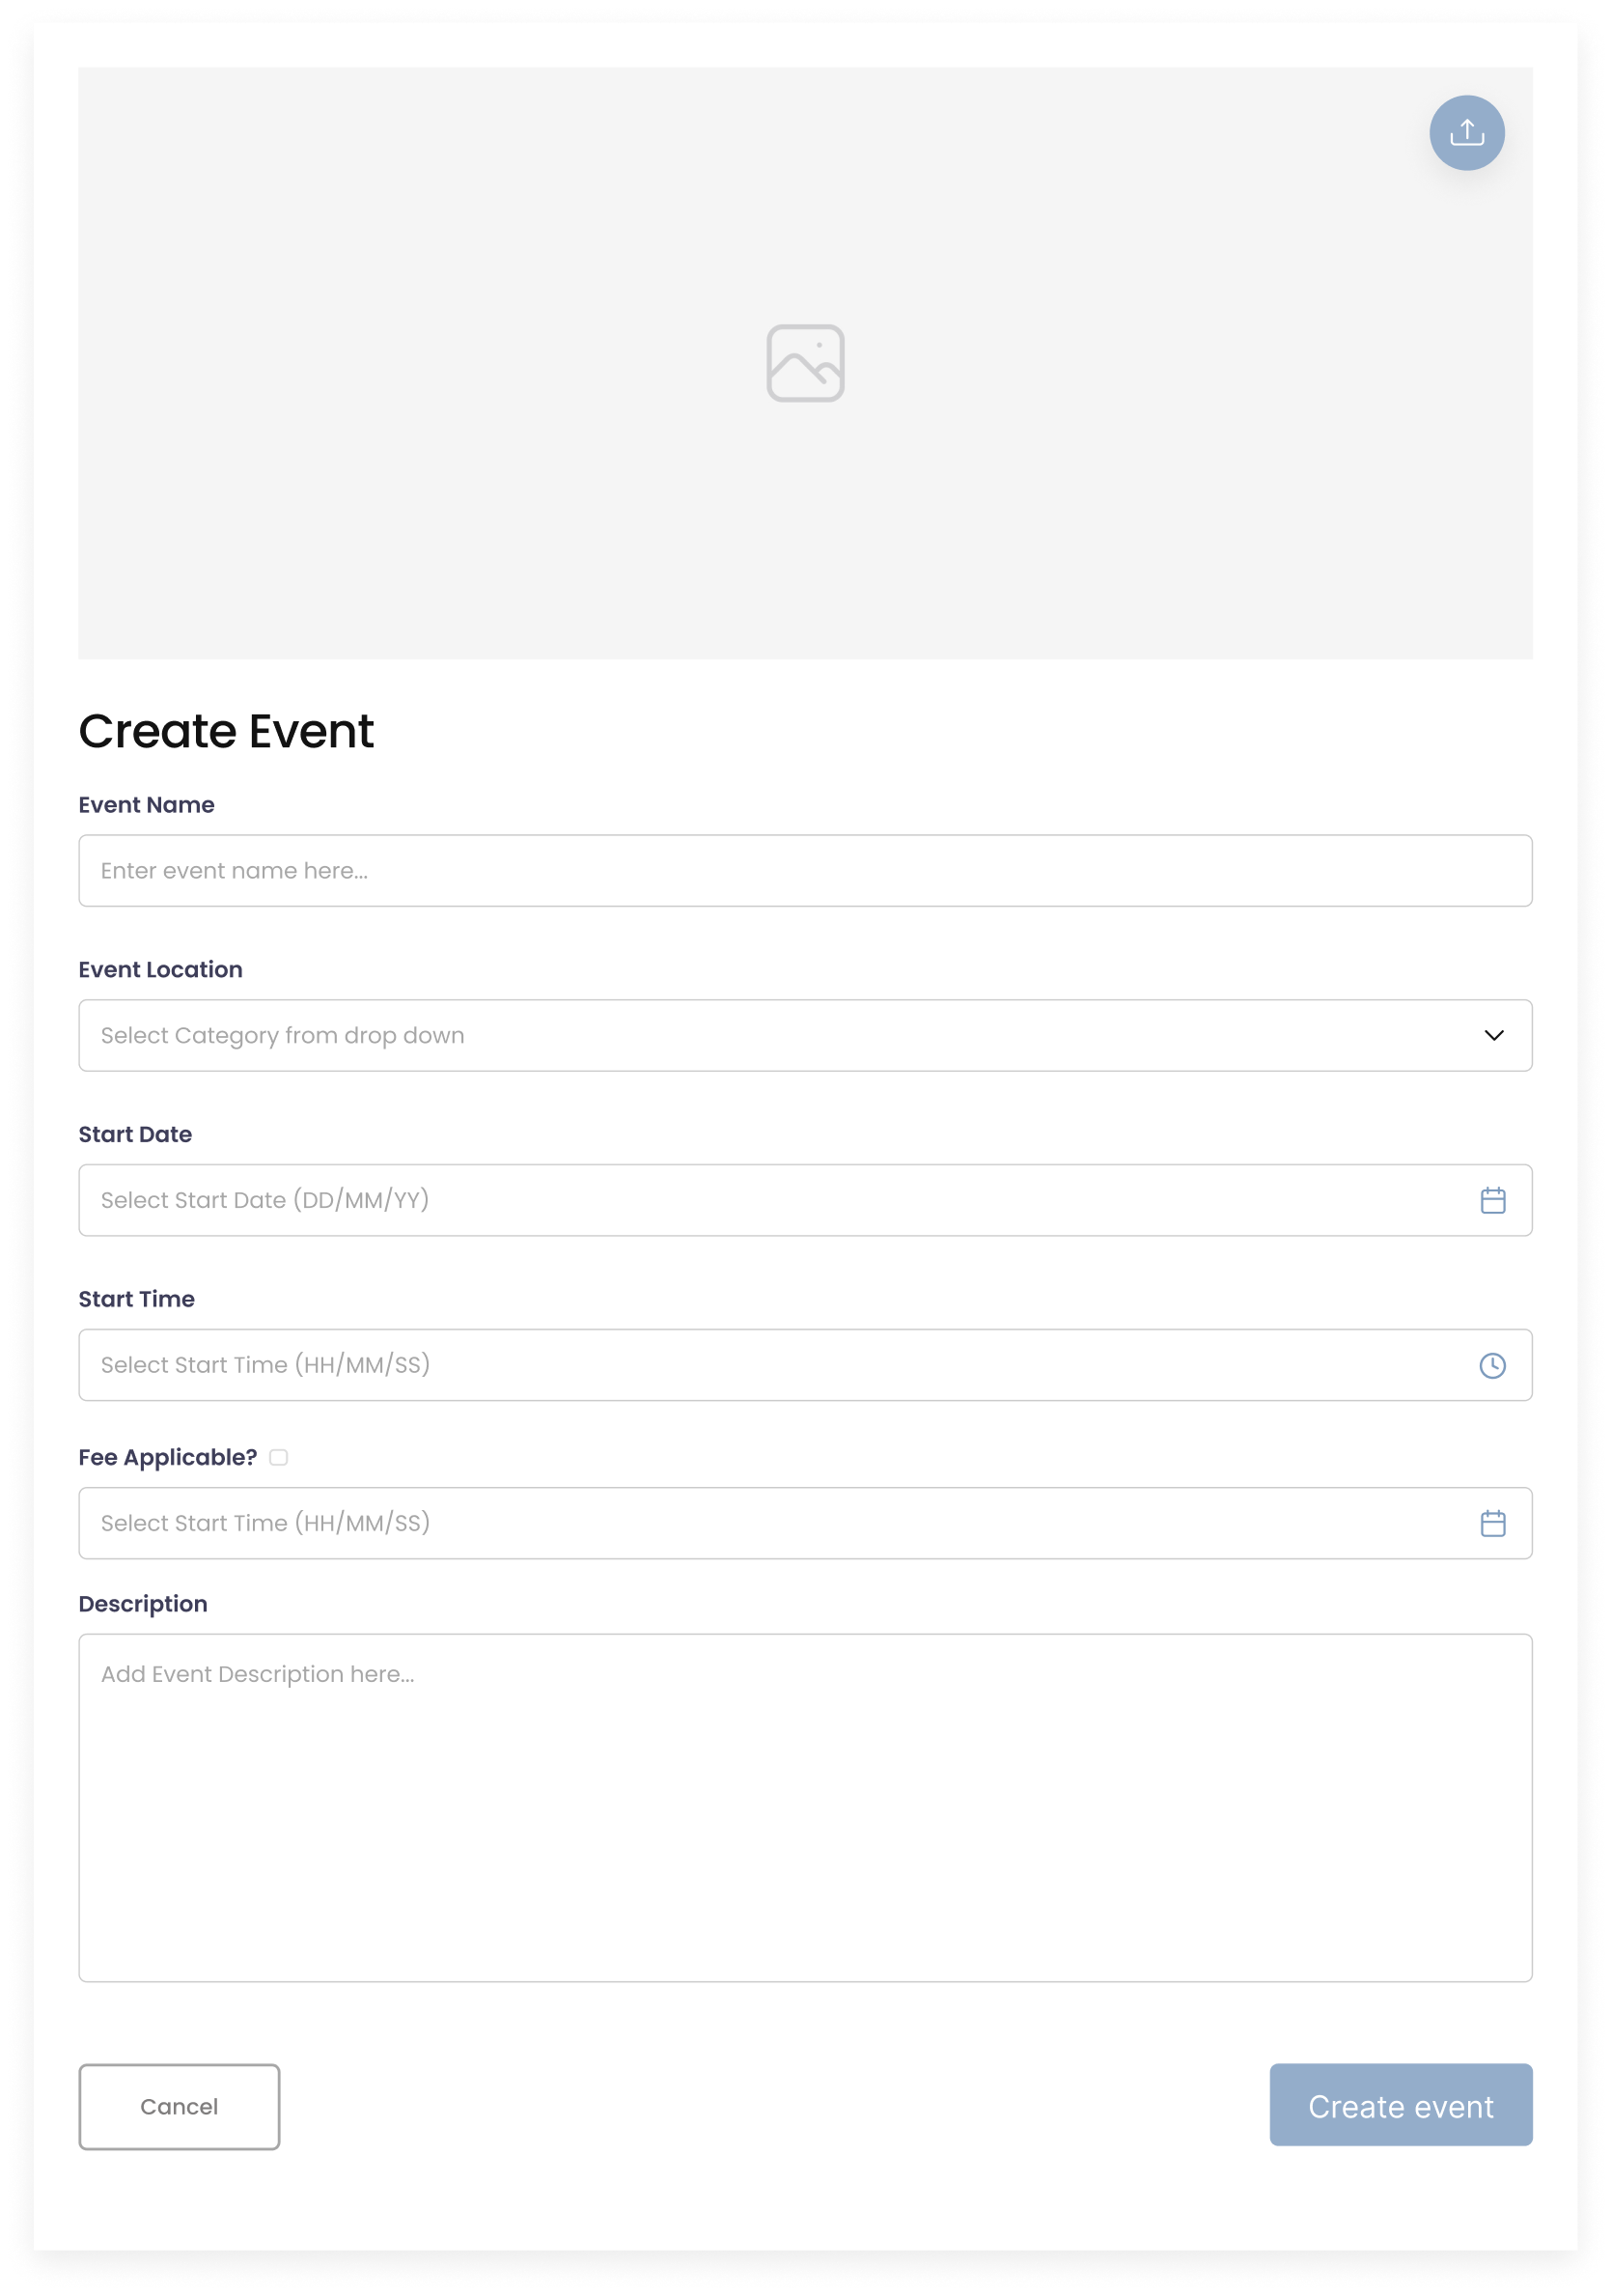 Create Event
Event Name
Enter event name here...
Event Location
Select Category from drop down
Start Date
Select Start Date (DD/MM/YY)
Start Time
Select Start Time (HH/MM/SS)
Fee Applicable?
Select Start Time (HH/MM/SS)
Description
Add Event Description here...
Cancel
Create event